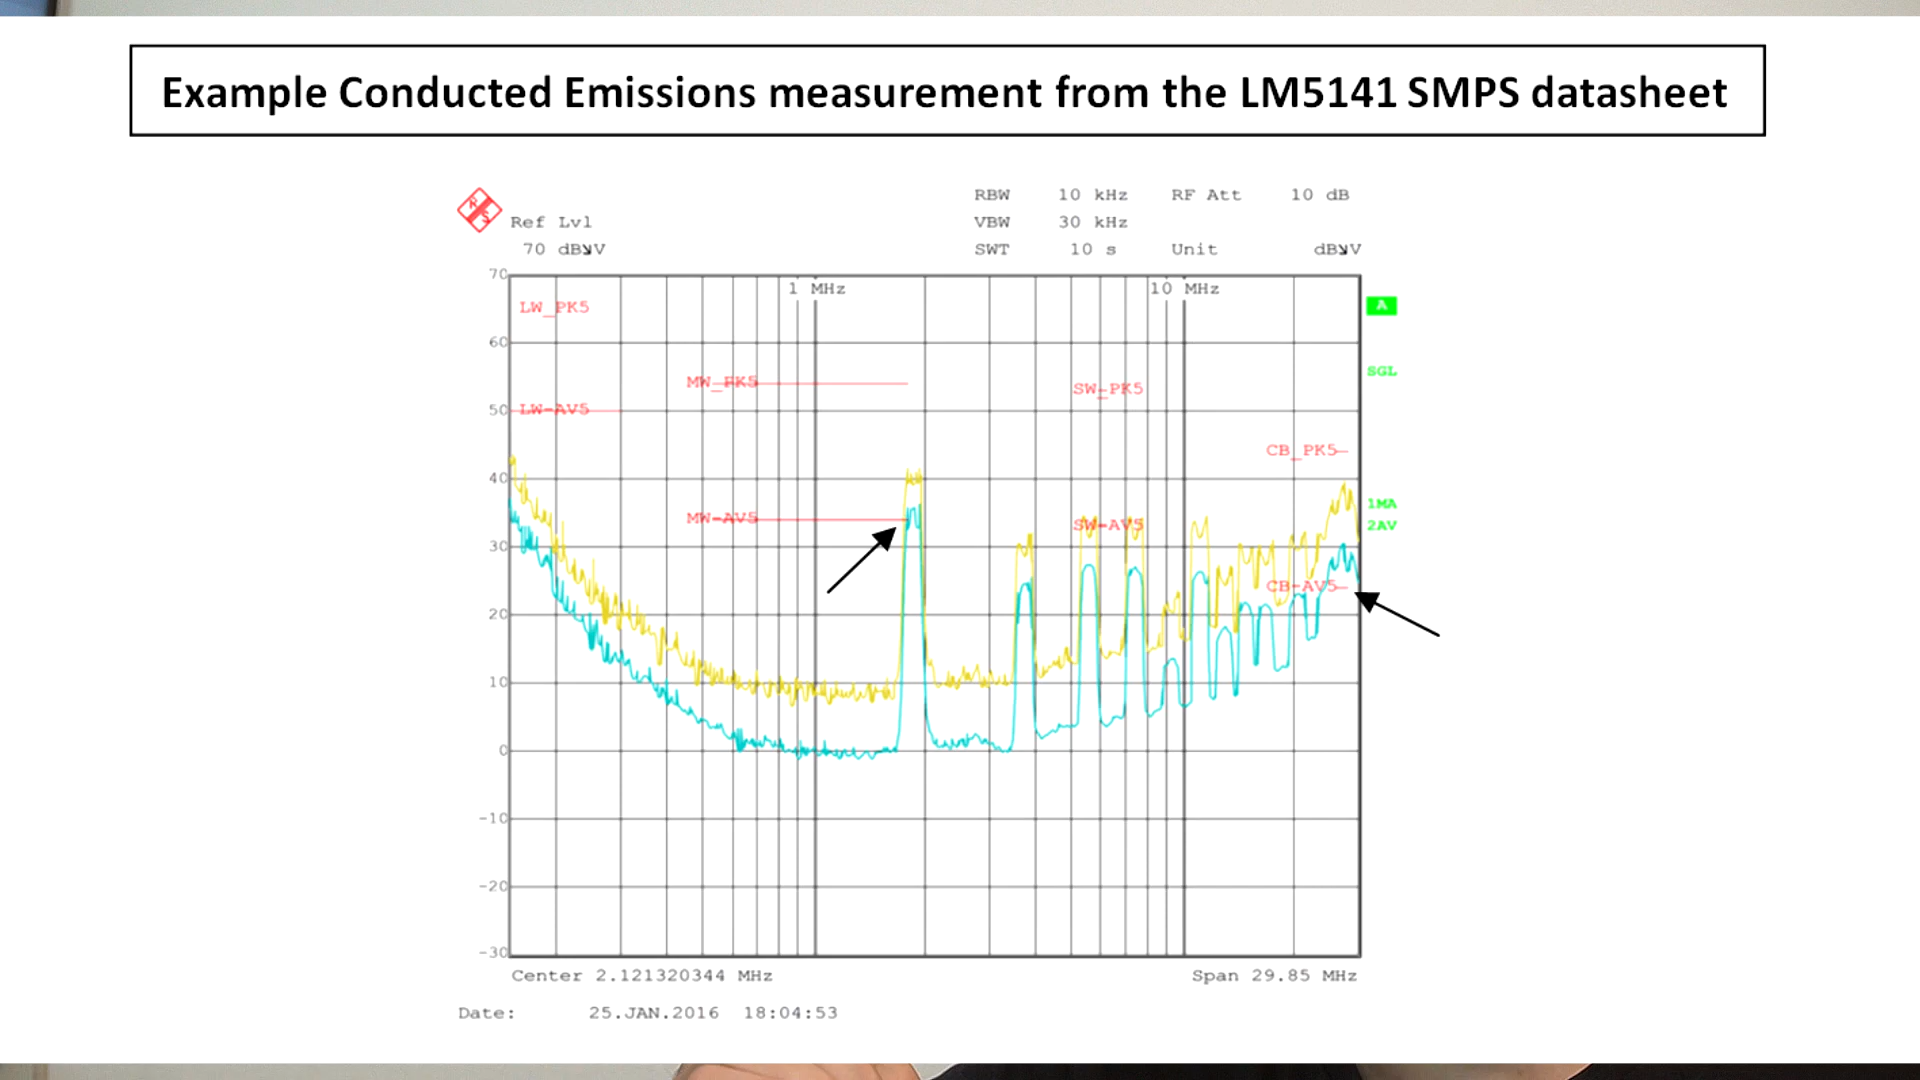 Example Conducted Emissions measurement from the LM5141 SMPS datasheet
RBW 10 kHz RF Att 10 dB
Ref Lvl VBW 30 kHz
70 dBµV SWT 10 s Unit dBµV
R S
70
1 MHz 10 MHz
LW_PK5
A
60
SGL
MW_PK5
SW-PK5
50 LW-AV5
CB_PK5
40
1MA
MW-AV5
SW-AV5
2AV
30
CB-AV5
20
10
0
-10
-20
-30
Center 2.121320344 MHz Span 29.85 MHz
Date: 25.JAN.2016 18:04:53